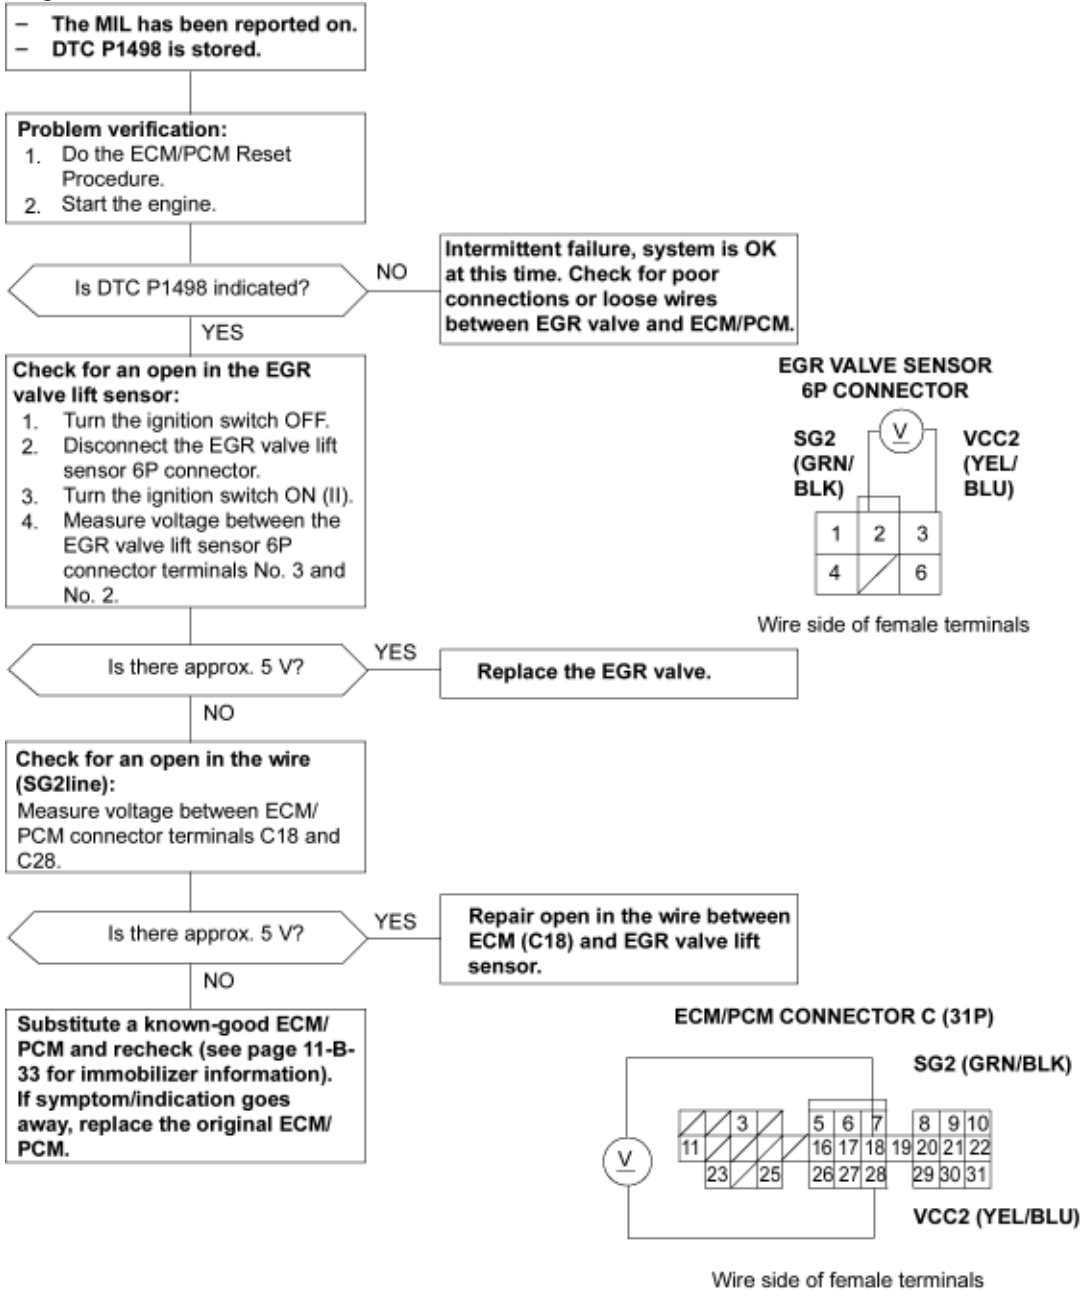 – The MIL has been reported on.
– DTC P1498 is stored.
Problem verification:
1. Do the ECM/PCM Reset
Procedure.
2. Start the engine.
Is DTC P1498 indicated?
NO
Intermittent failure, system is OK
at this time. Check for poor
connections or loose wires
between EGR valve and ECM/PCM.
YES
Check for an open in the EGR
valve lift sensor:
1. Turn the ignition switch OFF.
2. Disconnect the EGR valve lift
sensor 6P connector.
3. Turn the ignition switch ON (II).
4. Measure voltage between the
EGR valve lift sensor 6P
connector terminals No. 3 and
No. 2.
EGR VALVE SENSOR
6P CONNECTOR
SG2
(GRN/
BLK)
V
VCC2
(YEL/
BLU)
1 2 3
4 6
Wire side of female terminals
Is there approx. 5 V?
YES
Replace the EGR valve.
NO
Check for an open in the wire
(SG2line):
Measure voltage between ECM/
PCM connector terminals C18 and
C28.
Is there approx. 5 V?
YES
Repair open in the wire between
ECM (C18) and EGR valve lift
sensor.
NO
Substitute a known-good ECM/
PCM and recheck (see page 11-B-
33 for immobilizer information).
If symptom/indication goes
away, replace the original ECM/
PCM.
ECM/PCM CONNECTOR C (31P)
SG2 (GRN/BLK)
V
3 5 6 7 8 9 10
11 16 17 18 19 20 21 22
23 25 26 27 28 29 30 31
VCC2 (YEL/BLU)
Wire side of female terminals